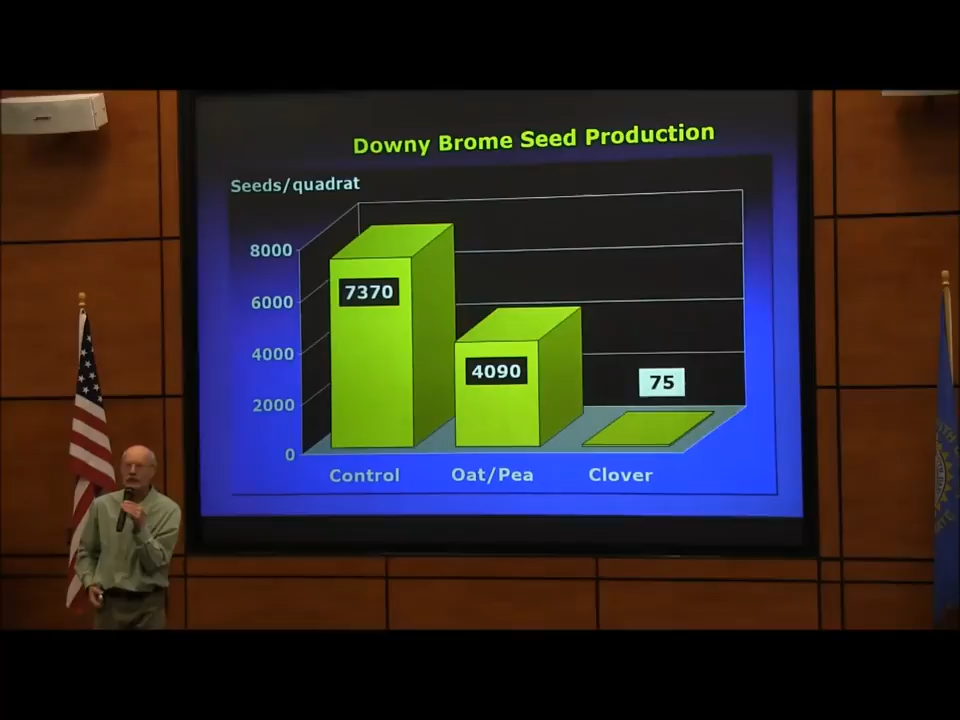 Downy Brome Seed Production
Seeds/quadrat
8000
6000
4000
2000
0
7370
4090
75
Control
Oat/Pea
Clover